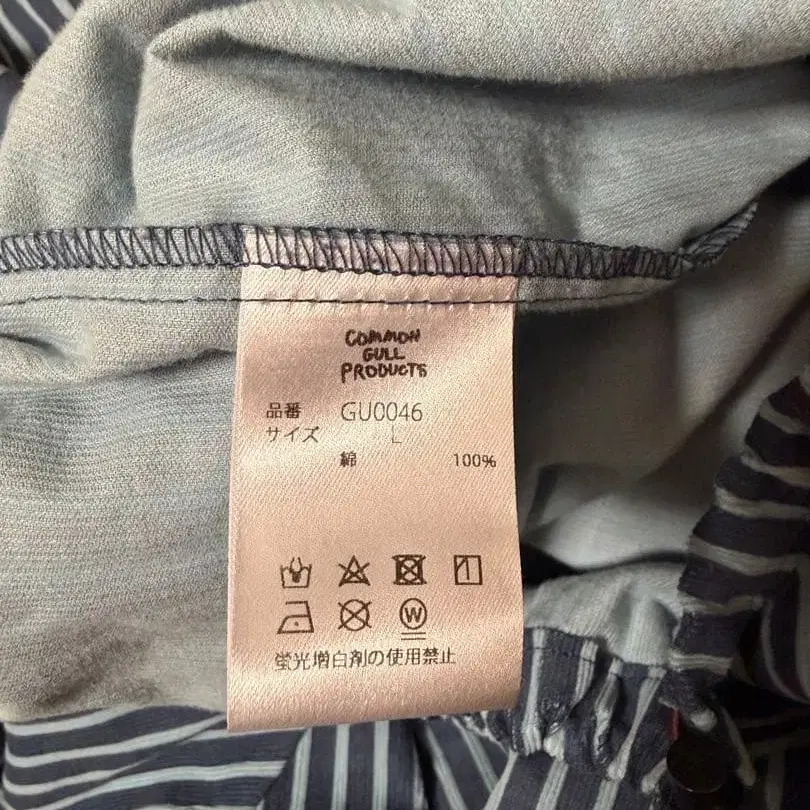 COMMON
GULL
PRODUCTS
品番 GU0046
サイズ L
綿 100%
W
蛍光増白剤の使用禁止